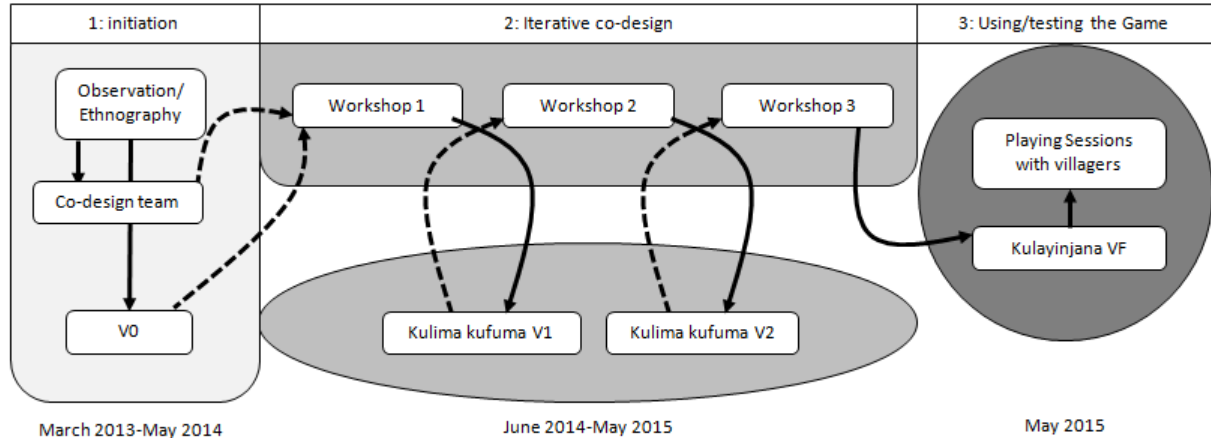 1: initiation
2: Iterative co-design
3: Using/testing the Game
Observation/
Ethnography
Co-design team
V0
Workshop 1
Workshop 2
Workshop 3
Kulima kufuma V1
Kulima kufuma V2
Playing Sessions
with villagers
Kulayinjana VF
March 2013-May 2014
June 2014-May 2015
May 2015